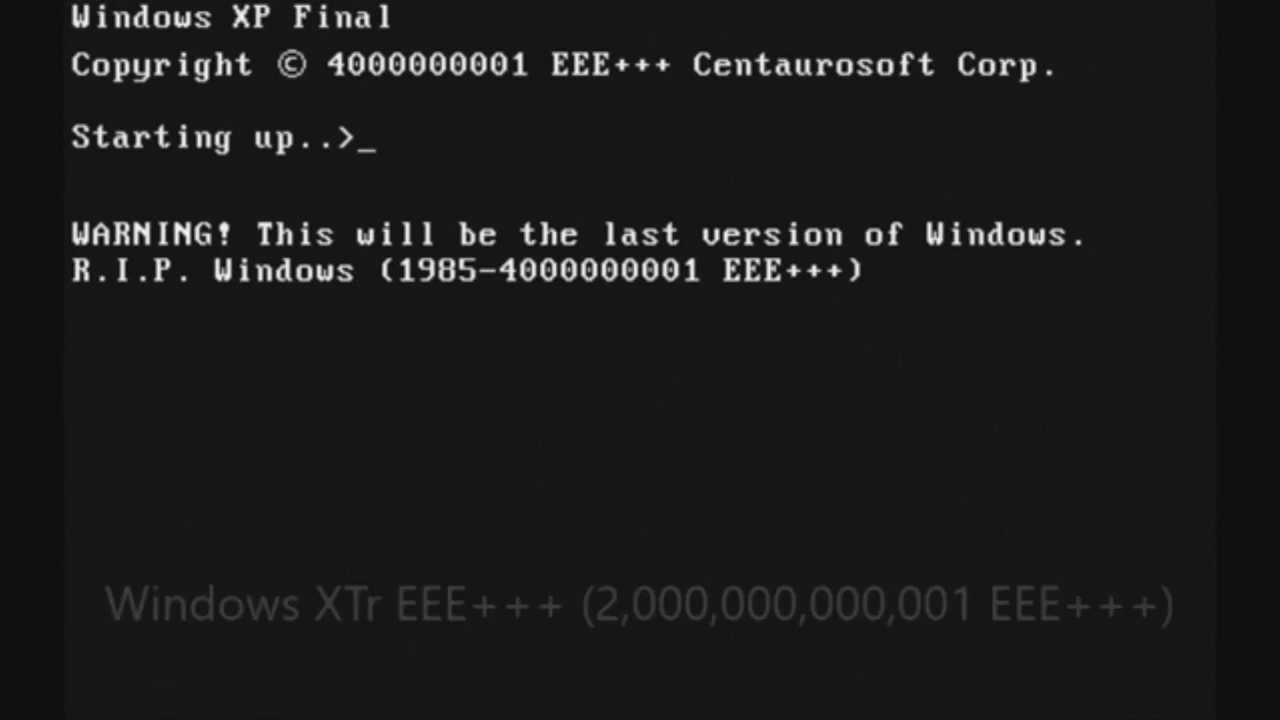 Windows XP Final
Copyright © 4000000001 EEE+++ Centaurosoft Corp.
Starting up..>_
WARNING! This will be the last version of Windows.
R.I.P. Windows (1985-4000000001 EEE+++)
Windows XTr EEE+++ (2,000,000,000,001 EEE+++)